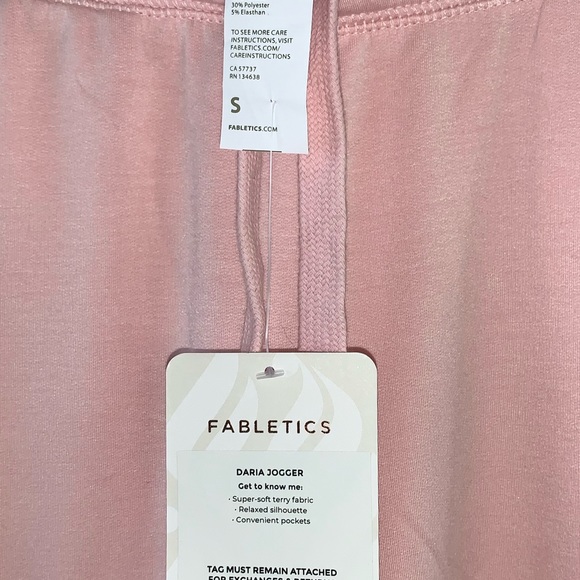 30% Polyester
5% Elasthan
TO SEE MORE CARE
INSTRUCTIONS, VISIT
FABLETICS.COM/
CAREINSTRUCTIONS
CA 57737
RN 134638
S
FABLETICS.COM
FABLETICS
DARIA JOGGER
Get to know me:
• Super-soft terry fabric
• Relaxed silhouette
• Convenient pockets
TAG MUST REMAIN ATTACHED
FOR EXCHANGES &